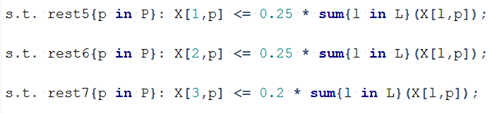 s.t. rest5{p in P}: X[1,p] <= 0.25 * sum{l in L}(X[l,p]);
s.t. rest6{p in P}: X[2,p] <= 0.25 * sum{l in L}(X[l,p]);
s.t. rest7{p in P}: X[3,p] <= 0.2 * sum{l in L}(X[l,p]);